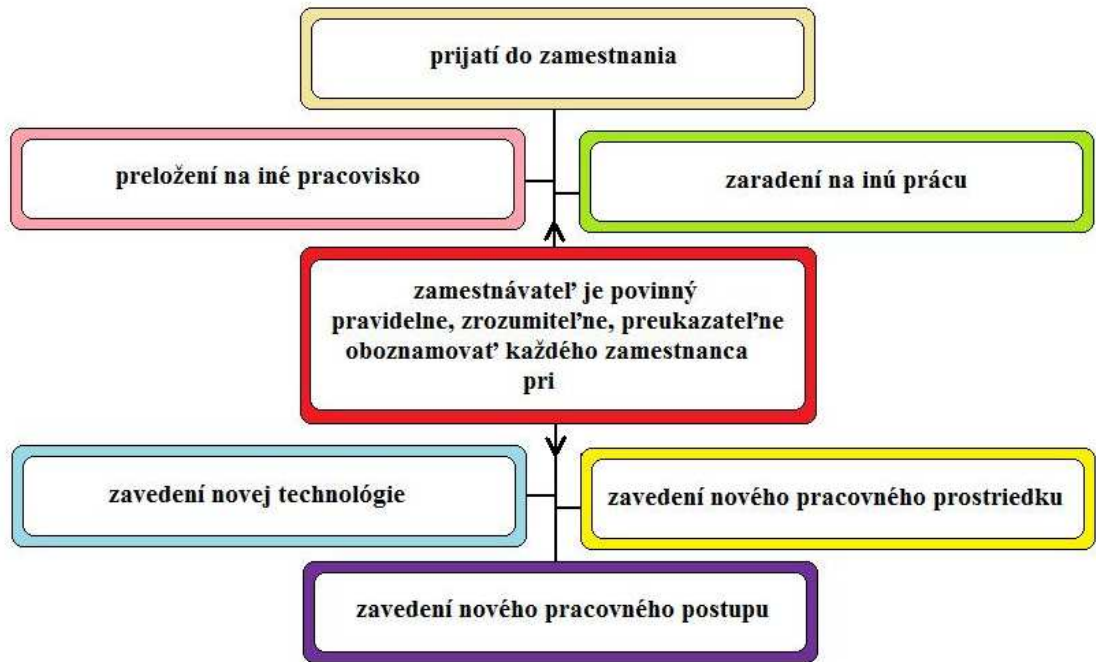 prijatí do zamestnania
preložení na iné pracovisko
zaradení na inú prácu
zamestnávateľ je povinný
pravidelne, zrozumiteľne, preukazateľne
oboznamovať každého zamestnanca
pri
zavedení novej technológie
zavedení nového pracovného prostriedku
zavedení nového pracovného postupu